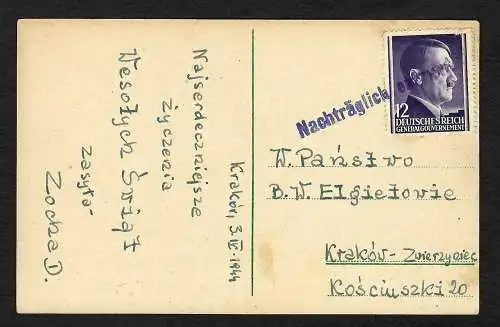 Kraków, 3.IV.1944
Najserdeczniejsze
życzenia
Wesołych Świąt
zasyła-
Zocha D.
Nachträglich
12
DEUTSCHES REICH
GENERALGOUVERNEMENT
W. Państwo
B.W. Elgietowie
Kraków-Zwierzyniec
Kościuszki 20